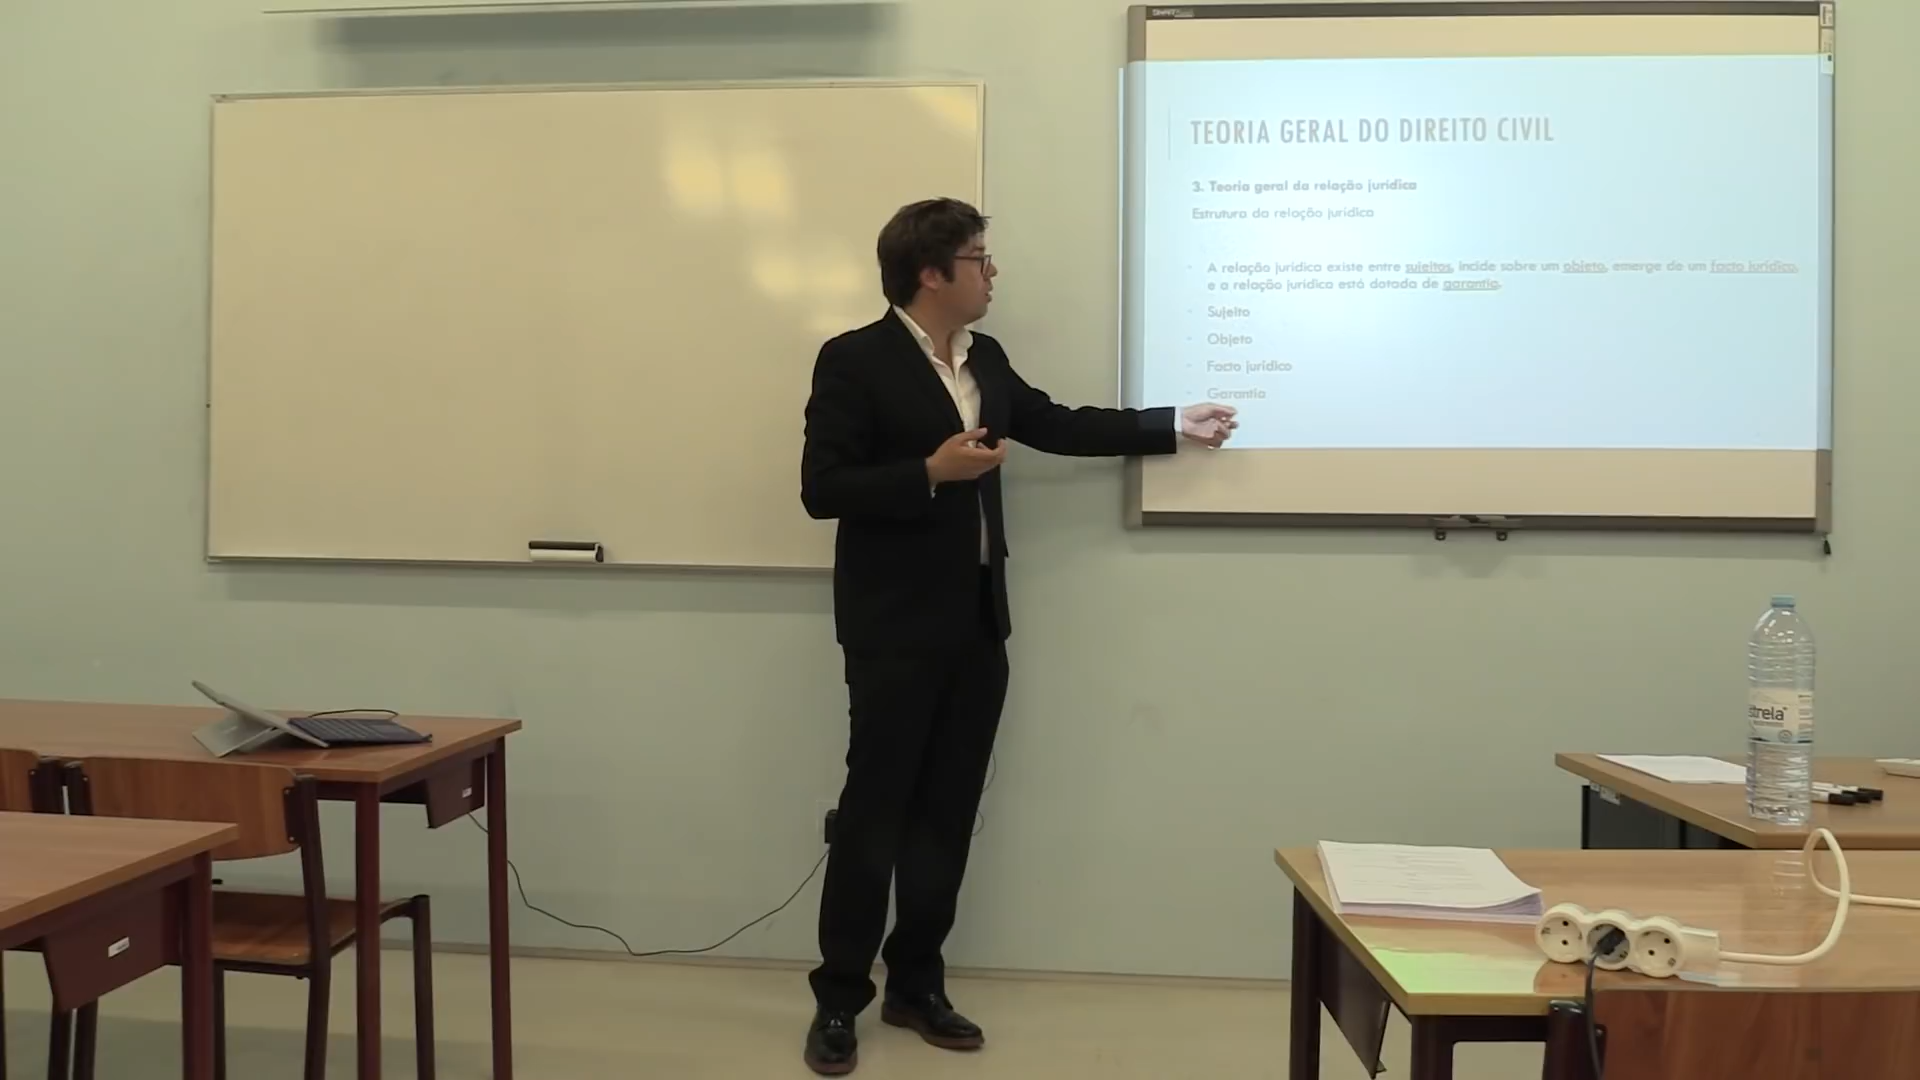 SMART
TEORIA GERAL DO DIREITO CIVIL
3. Teoria geral da relação jurídica
Estrutura da relação jurídica
- A relação jurídica existe entre sujeitos, incide sobre um objeto, emerge de um facto jurídico,
e a relação jurídica está dotada de garantia.
- Sujeito
- Objeto
- Facto jurídico
- Garantia
strela